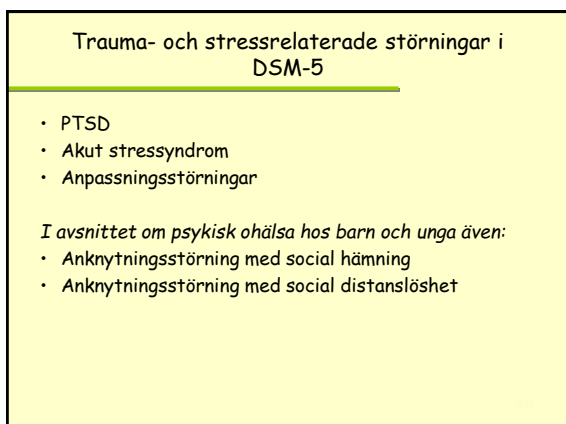 Trauma- och stressrelaterade störningar i
DSM-5
• PTSD
• Akut stressyndrom
• Anpassningsstörningar
I avsnittet om psykisk ohälsa hos barn och unga även:
• Anknytningsstörning med social hämning
• Anknytningsstörning med social distanslöshet